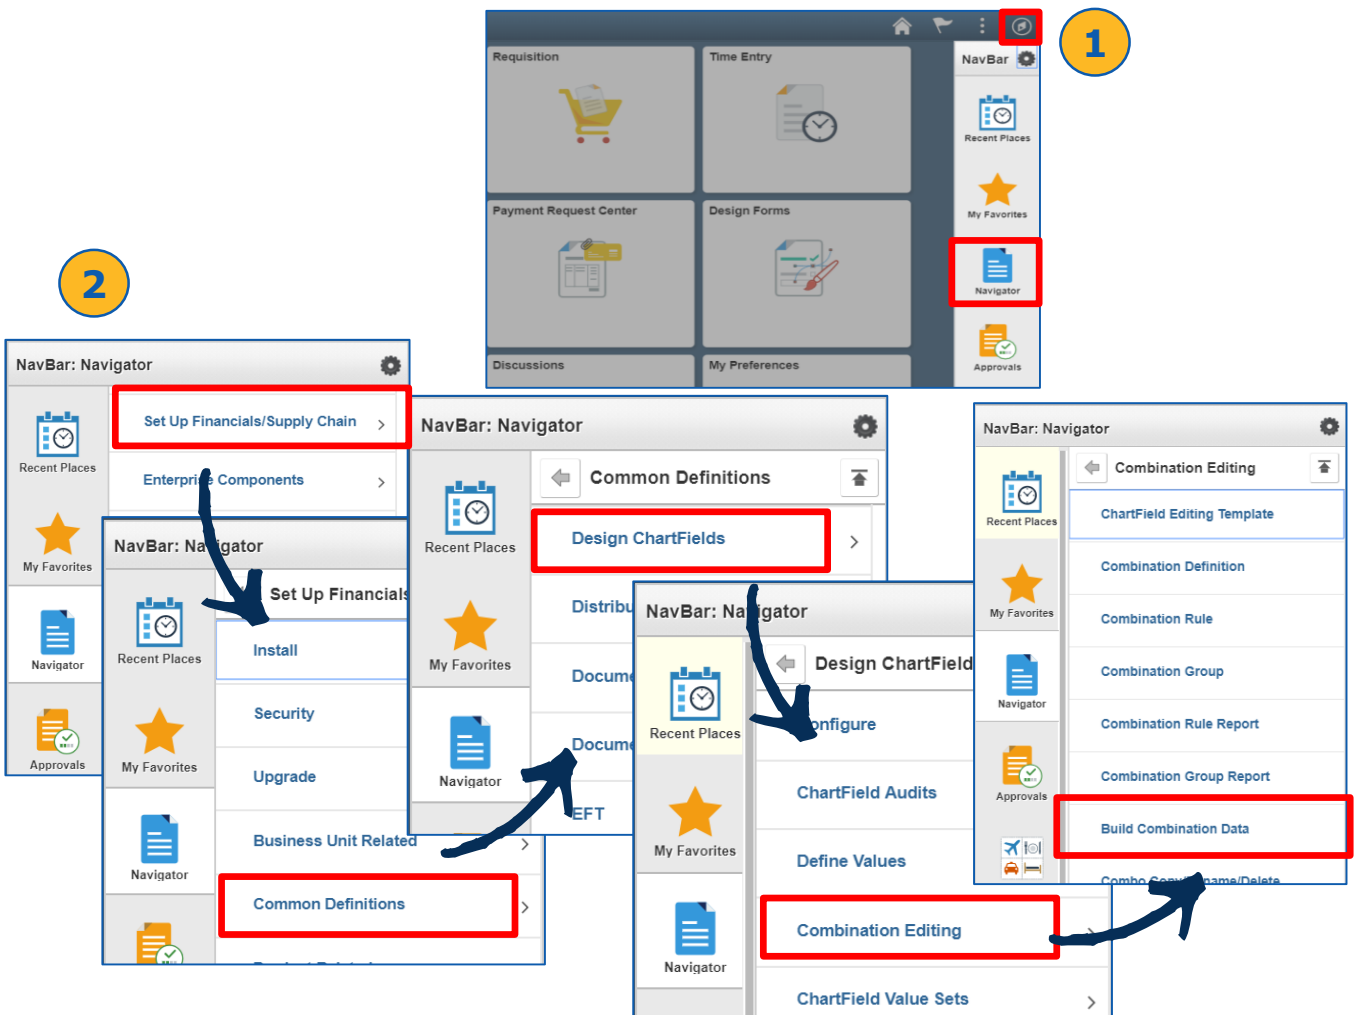 1
Requisition
Time Entry
NavBar
Recent Places
My Favorites
Payment Request Center
Design Forms
Navigator
Approvals
Discussions
My Preferences
2
NavBar: Navigator
Set Up Financials/Supply Chain
Recent Places
Enterprise Components
My Favorites
Navigator
Approvals
NavBar: Navigator
Set Up Financials
Recent Places
Install
Security
My Favorites
Upgrade
Business Unit Related
Navigator
Common Definitions
NavBar: Navigator
Common Definitions
Recent Places
Design ChartFields
Distribu
My Favorites
Docume
Docume
Navigator
EFT
NavBar: Navigator
Design ChartField
Recent Places
onfigure
ChartField Audits
My Favorites
Define Values
Combination Editing
Navigator
ChartField Value Sets
NavBar: Navigator
Combination Editing
Recent Places
ChartField Editing Template
Combination Definition
My Favorites
Combination Rule
Combination Group
Navigator
Combination Rule Report
Combination Group Report
Approvals
Build Combination Data